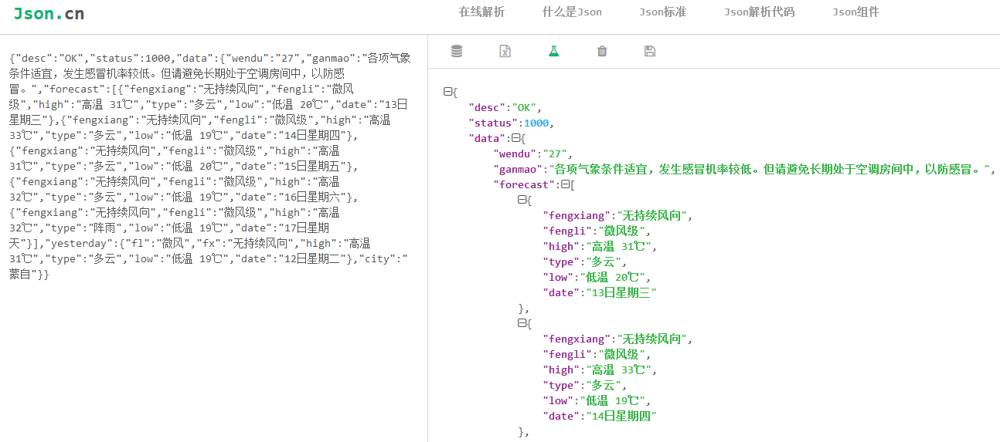 Json.cn
在线解析 什么是Json Json标准 Json解析代码 Json组件
{"desc":"OK","status":1000,"data":{"wendu":"27","ganmao":"各项气象
条件适宜，发生感冒机率较低。但请避免长期处于空调房间中，以防感
冒。","forecast":[{"fengxiang":"无持续风向","fengli":"微风
级","high":"高温 31℃","type":"多云","low":"低温 20℃","date":"13日
星期三"},{"fengxiang":"无持续风向","fengli":"微风级","high":"高温
33℃","type":"多云","low":"低温 19℃","date":"14日星期四"},
{"fengxiang":"无持续风向","fengli":"微风级","high":"高温
31℃","type":"多云","low":"低温 20℃","date":"15日星期五"},
{"fengxiang":"无持续风向","fengli":"微风级","high":"高温
32℃","type":"多云","low":"低温 19℃","date":"16日星期六"},
{"fengxiang":"无持续风向","fengli":"微风级","high":"高温
32℃","type":"阵雨","low":"低温 19℃","date":"17日星期
天"}],"yesterday":{"fl":"微风","fx":"无持续风向","high":"高温
31℃","type":"多云","low":"低温 19℃","date":"12日星期二"},"city":"
蒙自"}}
{
"desc":"OK",
"status":1000,
"data":{
"wendu":"27",
"ganmao":"各项气象条件适宜，发生感冒机率较低。但请避免长期处于空调房间中，以防感冒。",
"forecast":[
{
"fengxiang":"无持续风向",
"fengli":"微风级",
"high":"高温 31℃",
"type":"多云",
"low":"低温 20℃",
"date":"13日星期三"
},
{
"fengxiang":"无持续风向",
"fengli":"微风级",
"high":"高温 33℃",
"type":"多云",
"low":"低温 19℃",
"date":"14日星期四"
},